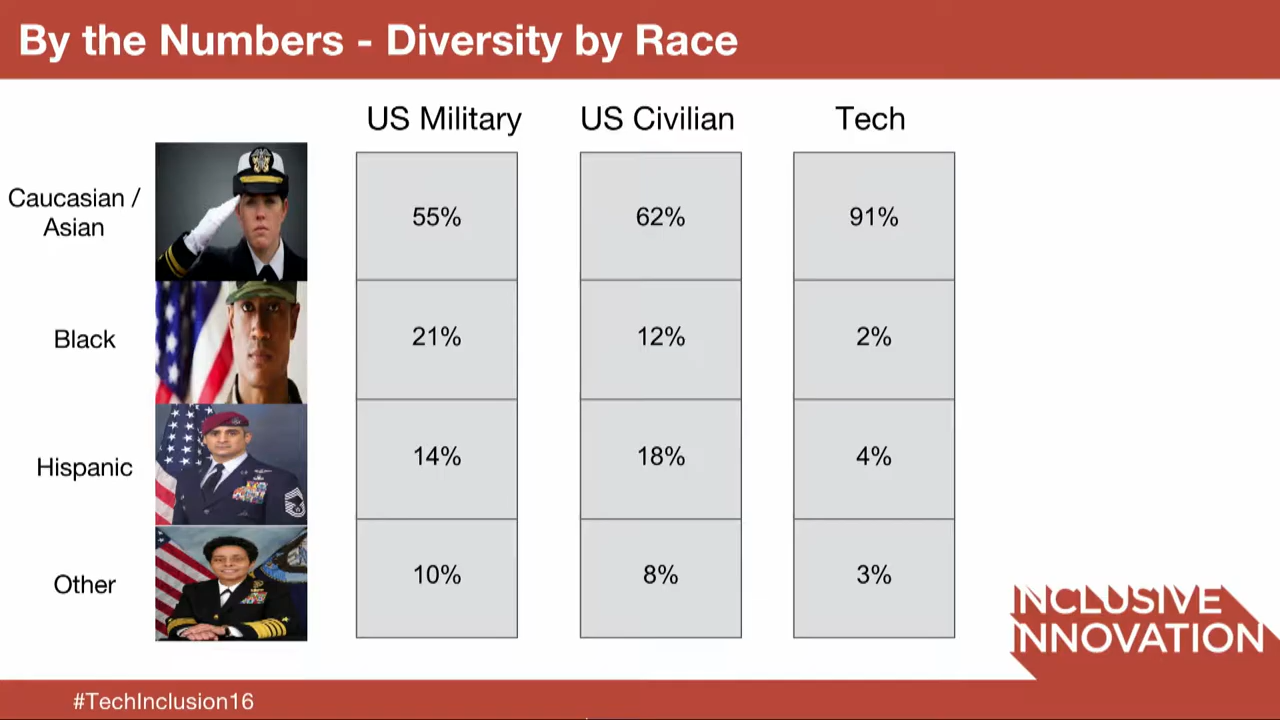 By the Numbers - Diversity by Race
US Military US Civilian Tech
Caucasian /
Asian
55% 62% 91%
Black 21% 12% 2%
Hispanic 14% 18% 4%
Other 10% 8% 3%
INCLUSIVE
INNOVATION
#TechInclusion16